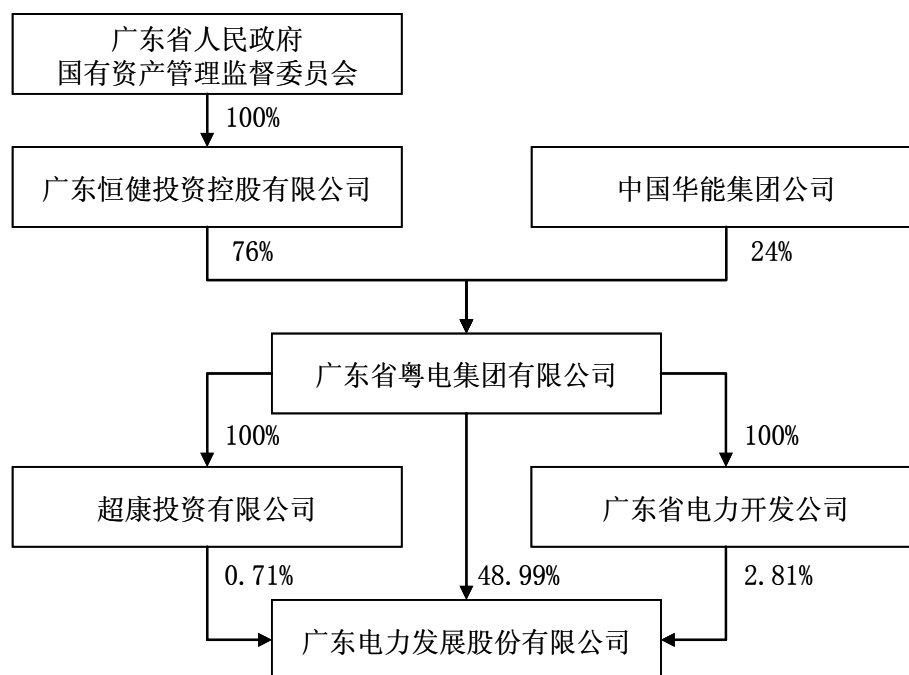 广东省人民政府
国有资产管理监督委员会
100%
广东恒健投资控股有限公司
中国华能集团公司
76%
24%
广东省粤电集团有限公司
100%
100%
超康投资有限公司
广东省电力开发公司
0.71%
48.99%
2.81%
广东电力发展股份有限公司